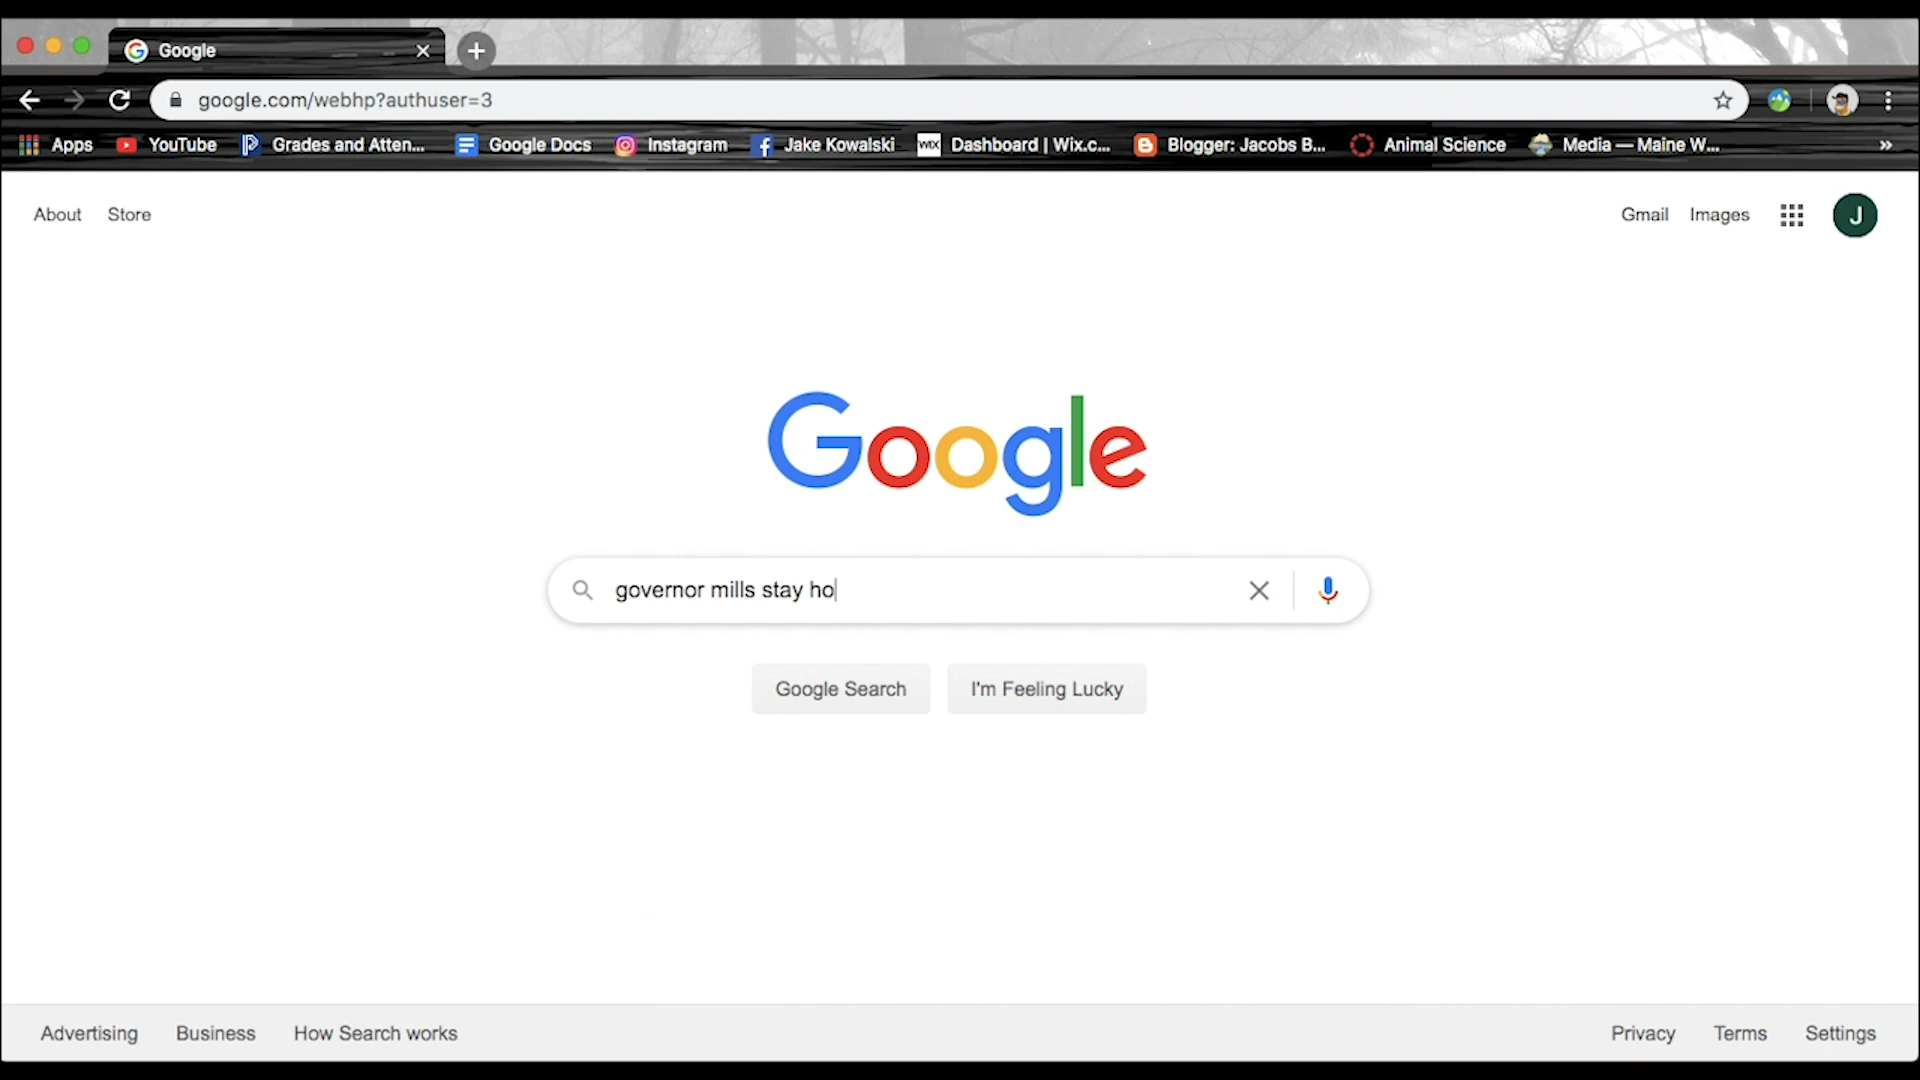 Google
google.com/webhp?authuser=3
Apps YouTube Grades and Atten... Google Docs Instagram Jake Kowalski WIX Dashboard | Wix.c... Blogger: Jacobs B... Animal Science Media — Maine W... »
About Store Gmail Images J
Google
governor mills stay ho
Google Search I'm Feeling Lucky
Advertising Business How Search works Privacy Terms Settings